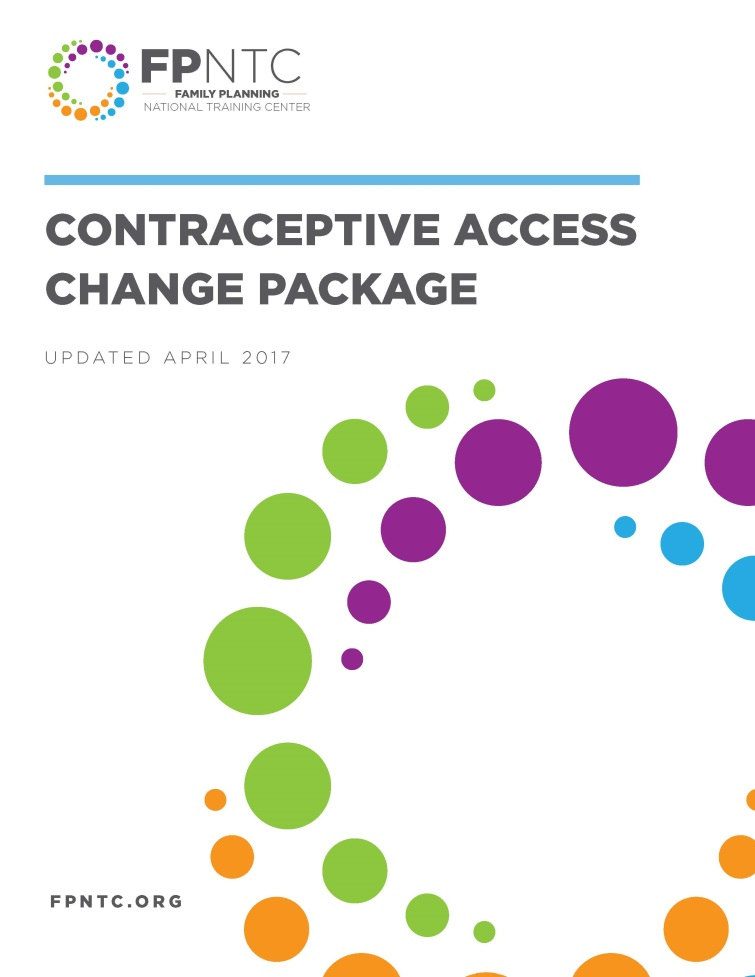 FPNTC
FAMILY PLANNING
NATIONAL TRAINING CENTER
CONTRACEPTIVE ACCESS
CHANGE PACKAGE
UPDATED APRIL 2017
FPNTC.ORG